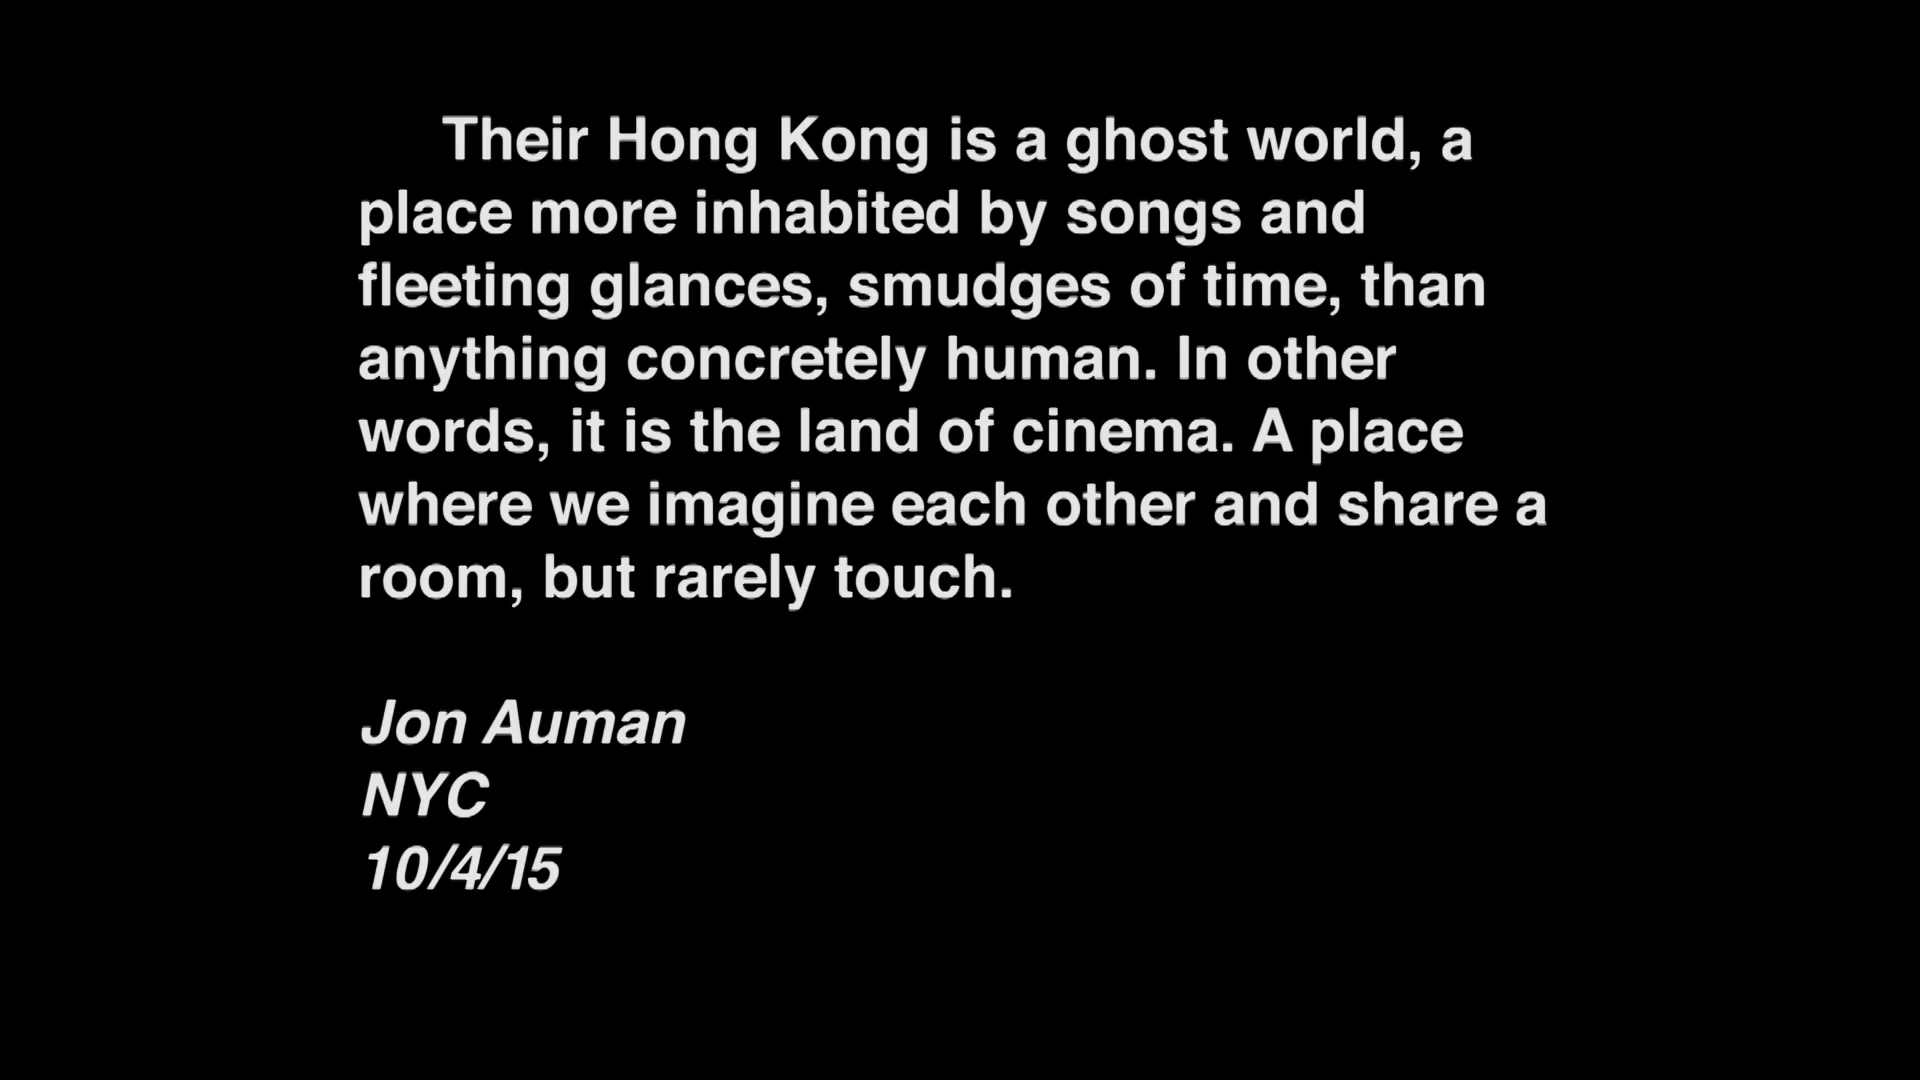 Their Hong Kong is a ghost world, a
place more inhabited by songs and
fleeting glances, smudges of time, than
anything concretely human. In other
words, it is the land of cinema. A place
where we imagine each other and share a
room, but rarely touch.
Jon Auman
NYC
10/4/15